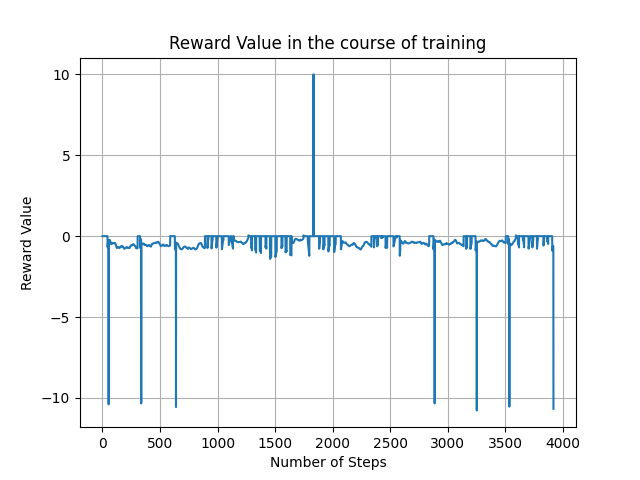 Reward Value in the course of training
10
5
0
−5
−10
Reward Value
0 500 1000 1500 2000 2500 3000 3500 4000
Number of Steps